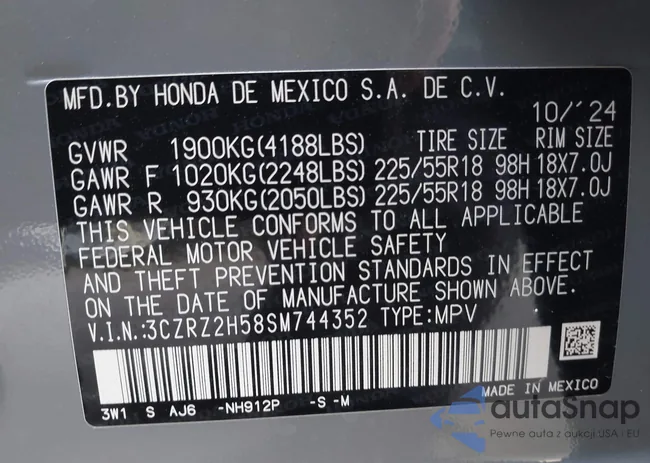 MFD.BY HONDA DE MEXICO S.A. DE C.V.
10/'24
GVWR 1900KG(4188LBS) TIRE SIZE RIM SIZE
GAWR F 1020KG(2248LBS) 225/55R18 98H 18X7.0J
GAWR R 930KG(2050LBS) 225/55R18 98H 18X7.0J
THIS VEHICLE CONFORMS TO ALL APPLICABLE
FEDERAL MOTOR VEHICLE SAFETY
AND THEFT PREVENTION STANDARDS IN EFFECT
ON THE DATE OF MANUFACTURE SHOWN ABOVE.
V.I.N.:3CZRZ2H58SM744352 TYPE:MPV
3W1 S AJ6 -NH912P -S -M
MADE IN MEXICO
autaSnap
Pewne auta z aukcji USA - EU